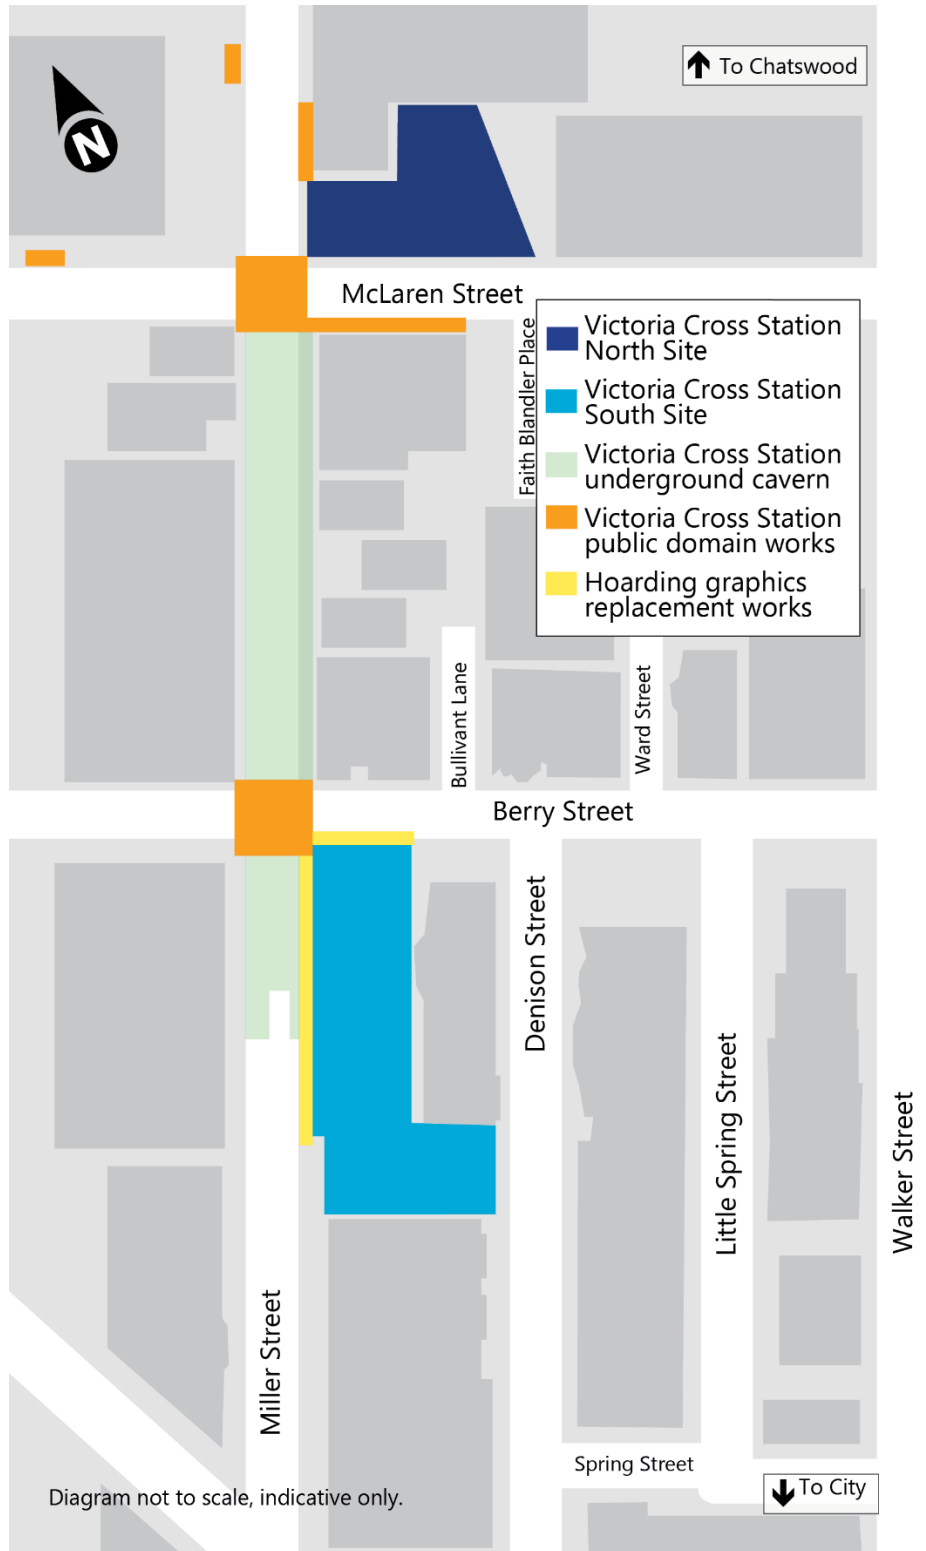 To Chatswood
N
McLaren Street
Victoria Cross Station
North Site
Victoria Cross Station
South Site
Victoria Cross Station
underground cavern
Victoria Cross Station
public domain works
Hoarding graphics
replacement works
Faith Blandler Place
Bullivant Lane
Ward Street
Berry Street
Denison Street
Little Spring Street
Walker Street
Miller Street
Spring Street
To City
Diagram not to scale, indicative only.